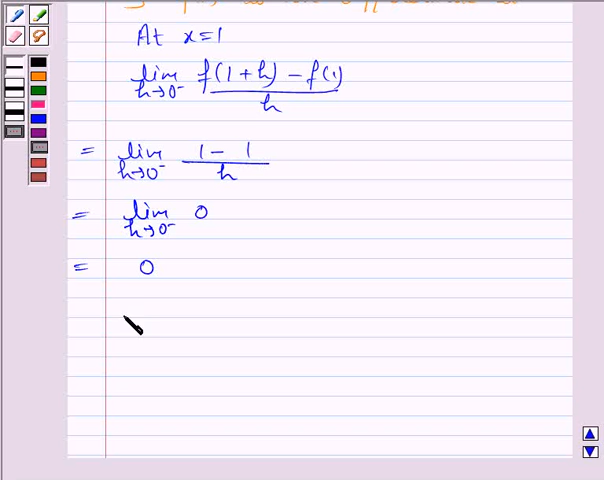 At x=1
lim h→0⁻ f(1+h) - f(1) / h
= lim h→0⁻ 1 - 1 / h
= lim h→0⁻ 0
= 0